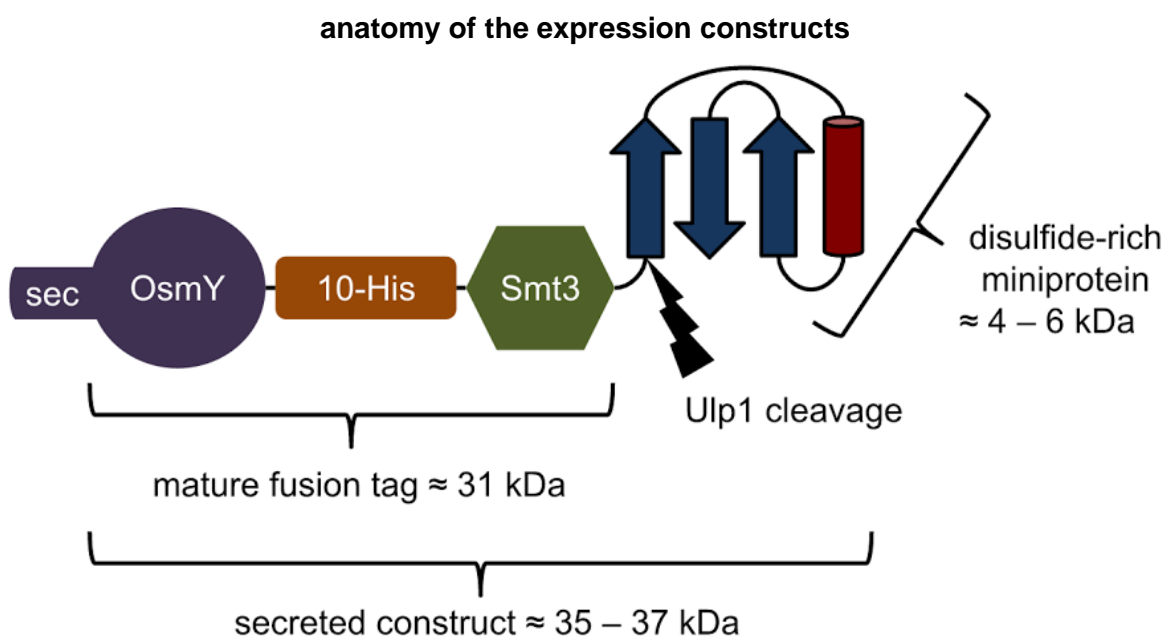 anatomy of the expression constructs
sec
OsmY
10-His
Smt3
disulfide-rich
miniprotein
≈ 4 – 6 kDa
Ulp1 cleavage
mature fusion tag ≈ 31 kDa
secreted construct ≈ 35 – 37 kDa